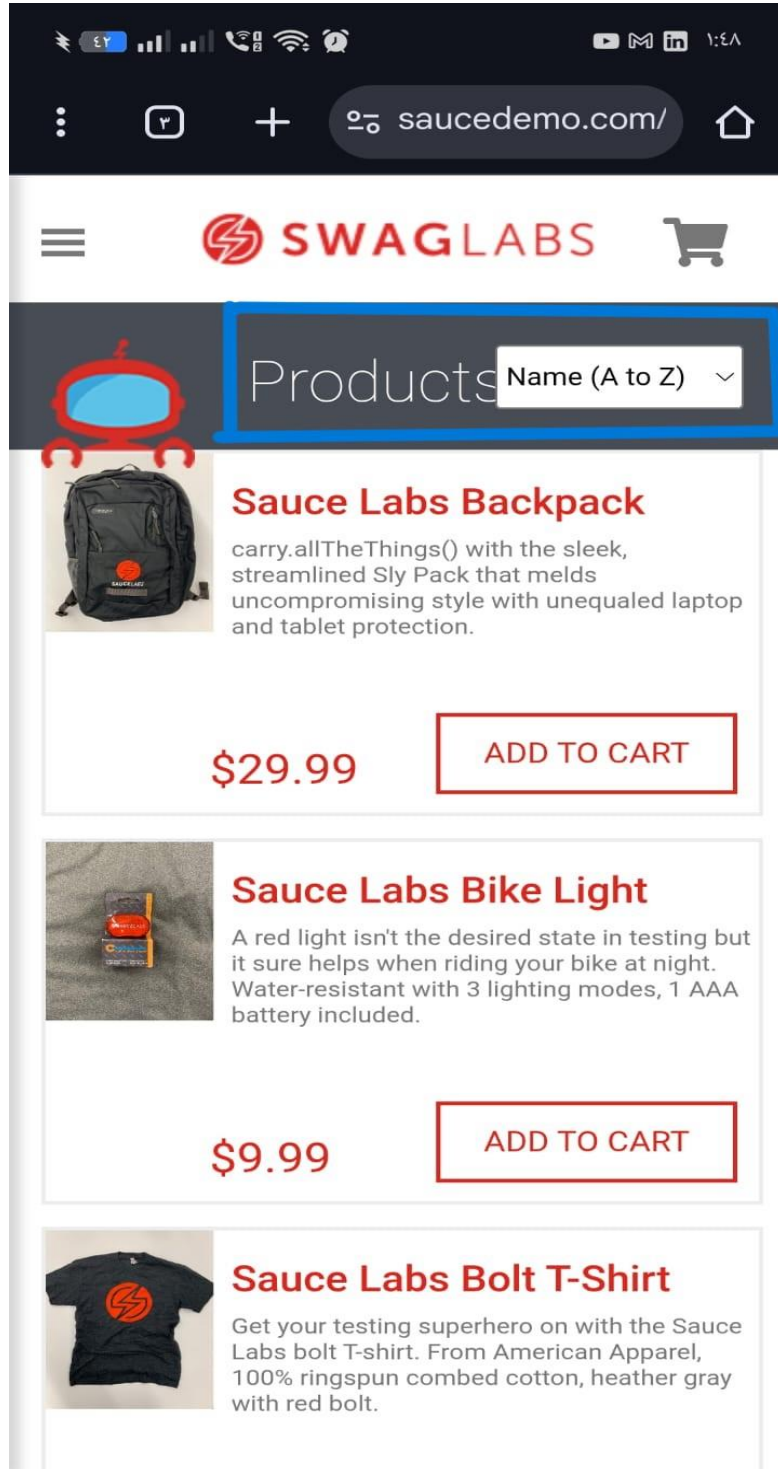 ٤٢
١:٤٨
٣
saucedemo.com/
SWAGLABS
Products
Name (A to Z)
Sauce Labs Backpack
carry.allTheThings() with the sleek,
streamlined Sly Pack that melds
uncompromising style with unequaled laptop
and tablet protection.
$29.99
ADD TO CART
Sauce Labs Bike Light
A red light isn't the desired state in testing but
it sure helps when riding your bike at night.
Water-resistant with 3 lighting modes, 1 AAA
battery included.
$9.99
ADD TO CART
Sauce Labs Bolt T-Shirt
Get your testing superhero on with the Sauce
Labs bolt T-shirt. From American Apparel,
100% ringspun combed cotton, heather gray
with red bolt.